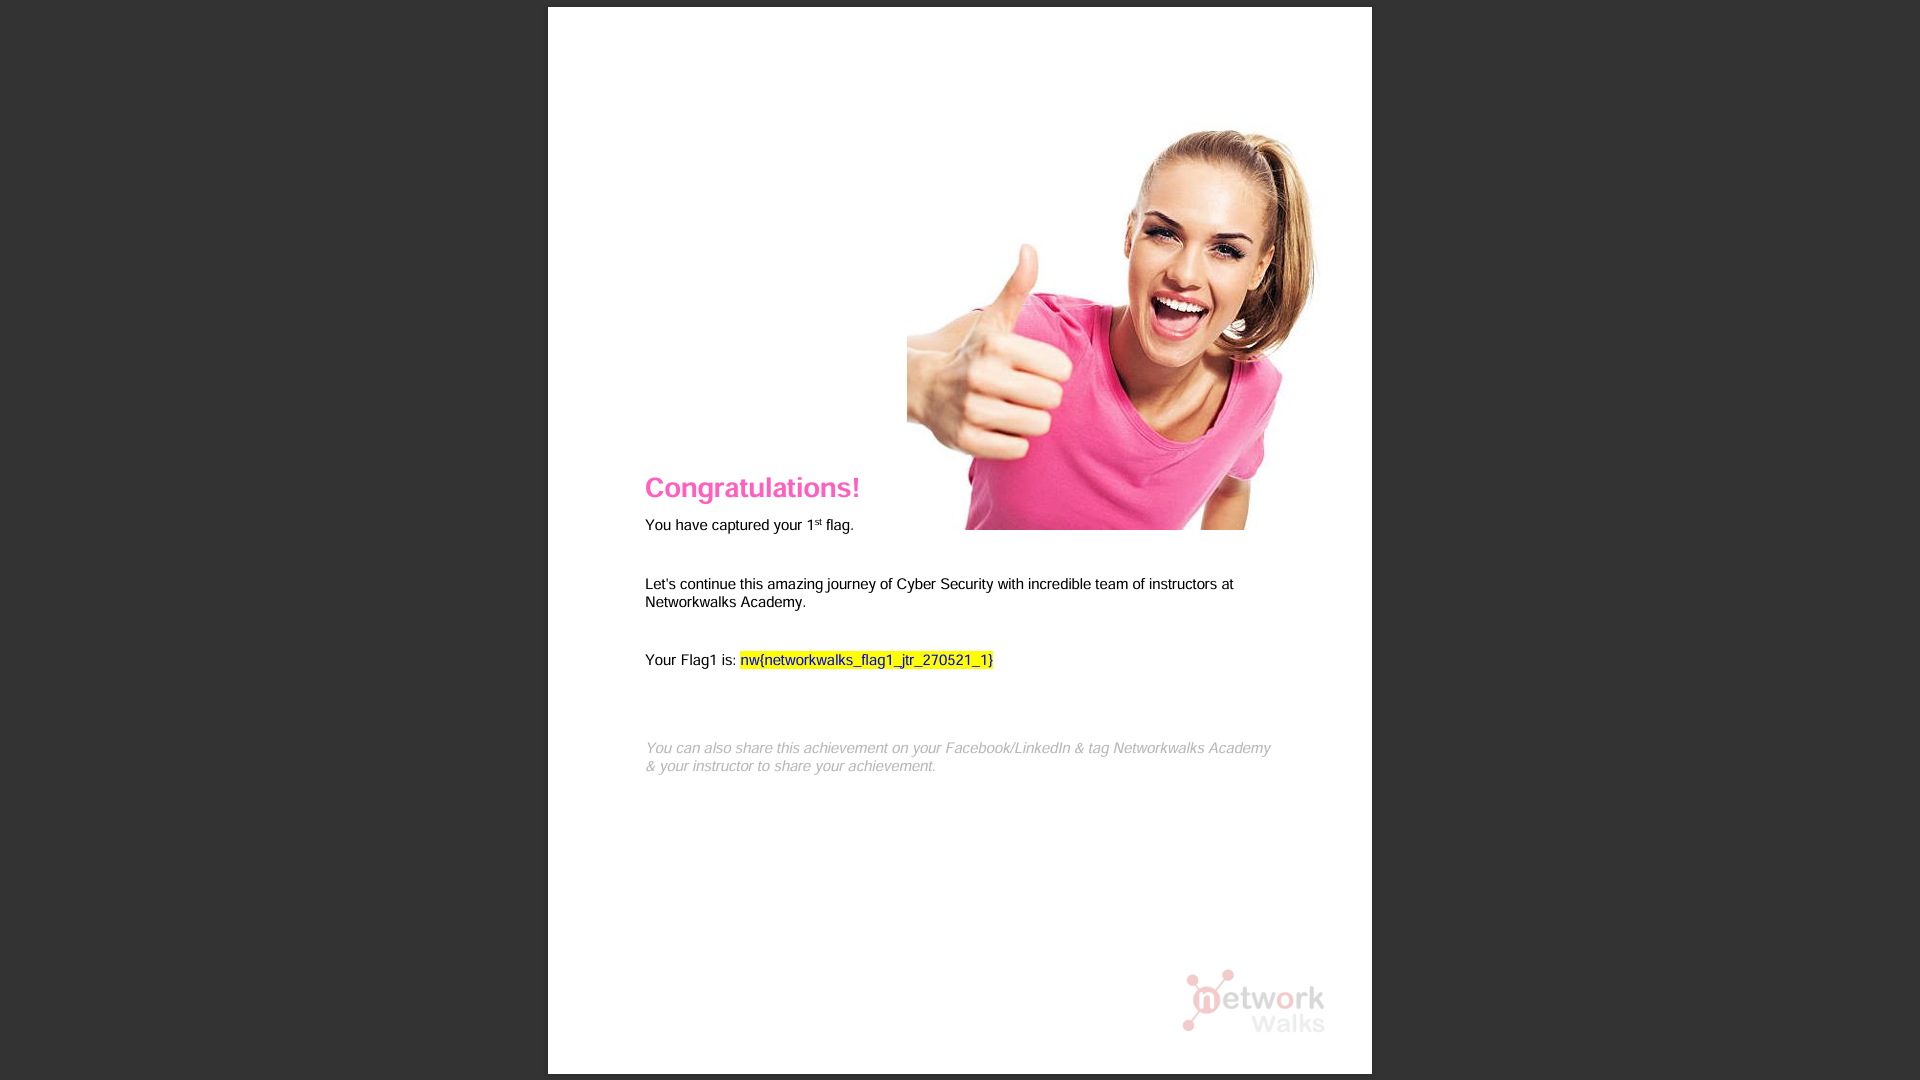 Congratulations!
You have captured your 1st flag.
Let's continue this amazing journey of Cyber Security with incredible team of instructors at
Networkwalks Academy.
Your Flag1 is: nw{networkwalks_flag1_jtr_270521_1}
You can also share this achievement on your Facebook/LinkedIn & tag Networkwalks Academy
& your instructor to share your achievement.
network
Walks